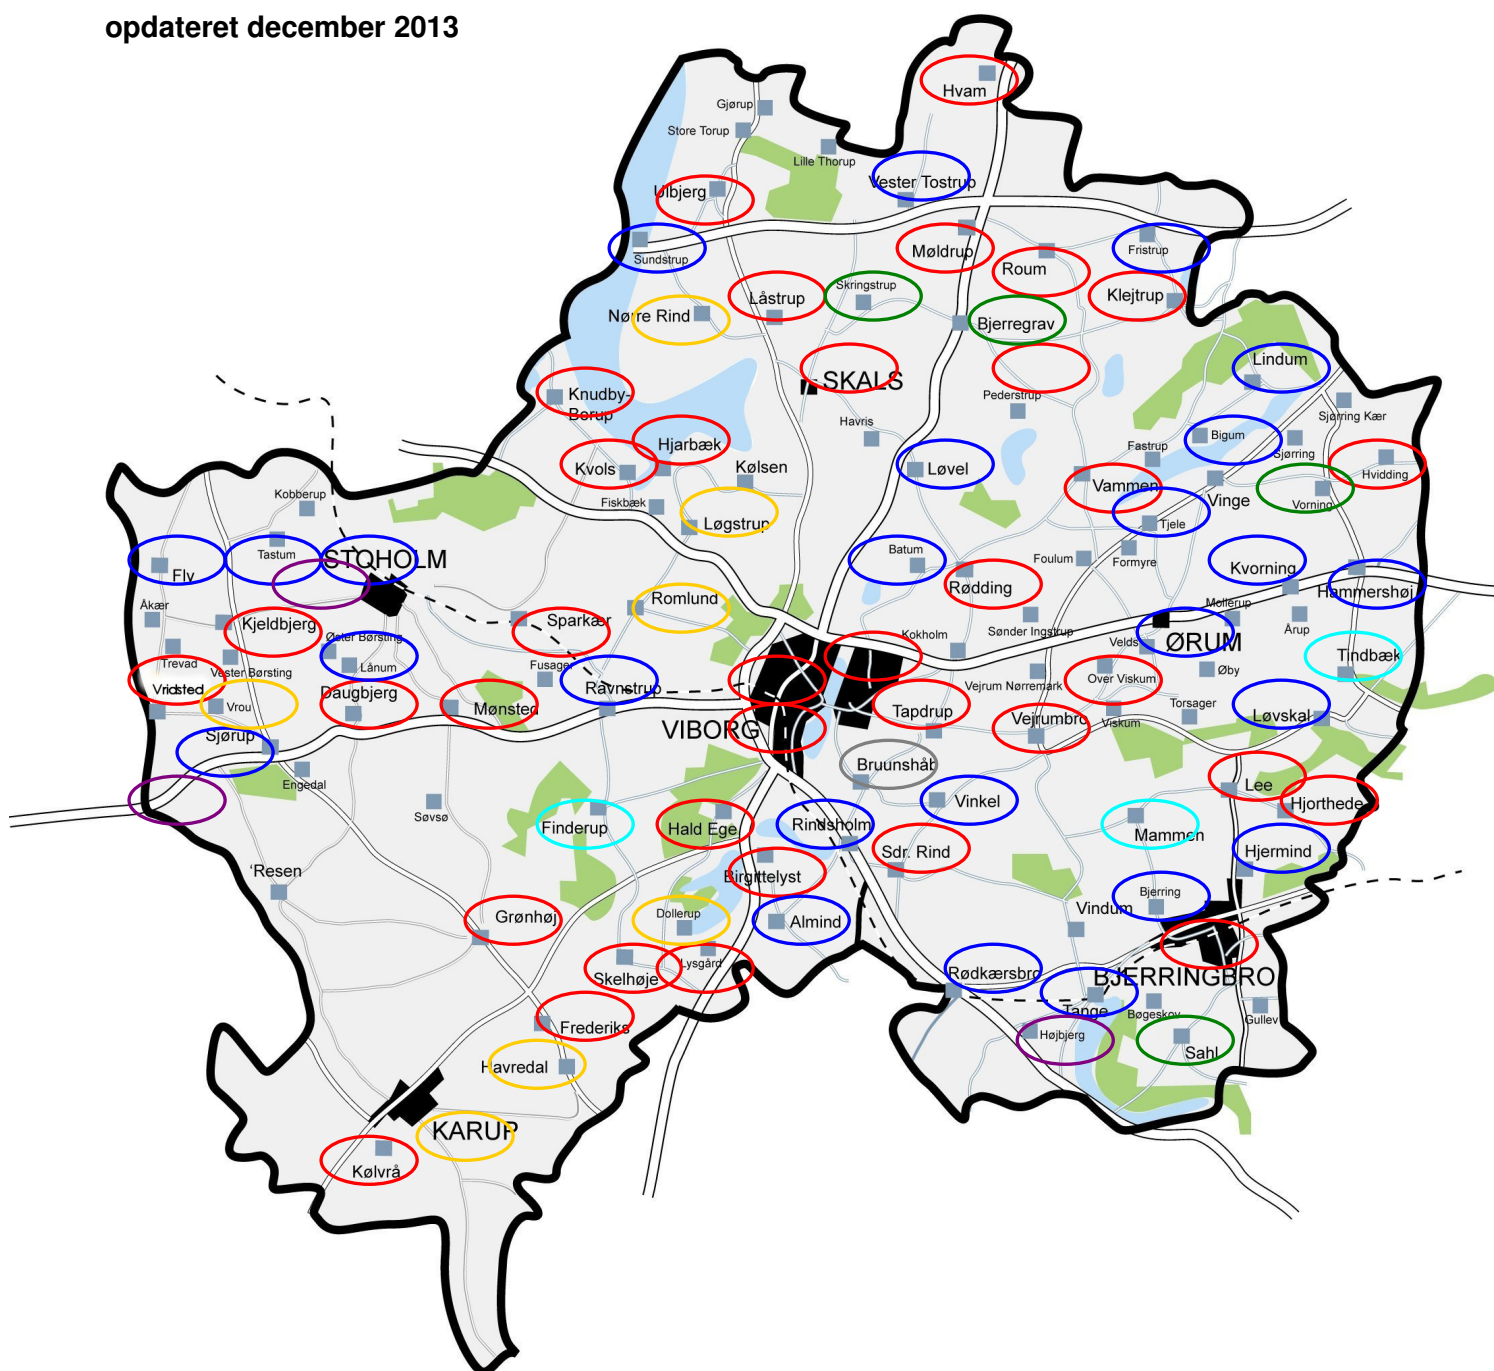 opdateret december 2013
Hvam
Gjørup
Store Torup
Lille Thorup
Vester Tostrup
Ulbjerg
Sundstrup
Møldrup
Fristrup
Roum
Skringstrup
Låstrup
Klejtrup
Nørre Rind
Bjerregrav
Lindum
SKALS
Knudby-
Borup
Pederstrup
Sjørring Kær
Havris
Hjarbæk
Bigum
Fastrup
Sjørring
Kølsen
Kvols
Løvel
Hvidding
Vammen
Vinge
Kobberup
Fiskbæk
Vorning
Løgstrup
Tjele
Tastum
STOHOLM
Batum
Foulum
Formyre
Fly
Kvorning
Rødding
Hammershøj
Romlund
Åkær
Mollerup
Årup
Kjeldbjerg
Sparkær
Sønder Ingstrup
Øster Børsting
Kokholm
Velds
ØRUM
Trevad
Vester Børsting
Lånum
Fusager
Tindbæk
Vejrum Nørremark
Over Viskum
Øby
Vridsted
Daugbjerg
Ravnstrup
Vrou
Mønsted
Tapdrup
Vejrumbro
Viskum
Torsager
Løvskal
Sjørup
VIBORG
Bruunshåb
Engedal
Lee
Søvsø
Vinkel
Hjorthede
Finderup
Hald Ege
Rindsholm
Mammen
Sdr. Rind
Hjermind
'Resen
Birgittelyst
Bjerring
Grønhøj
Dollerup
Almind
Vindum
Skelhøje
Lysgård
Rødkærsbro
BJERRINGBRO
Tange
Bøgeskov
Gullev
Frederiks
Højbjerg
Sahl
Havredal
KARUP
Kølvrå